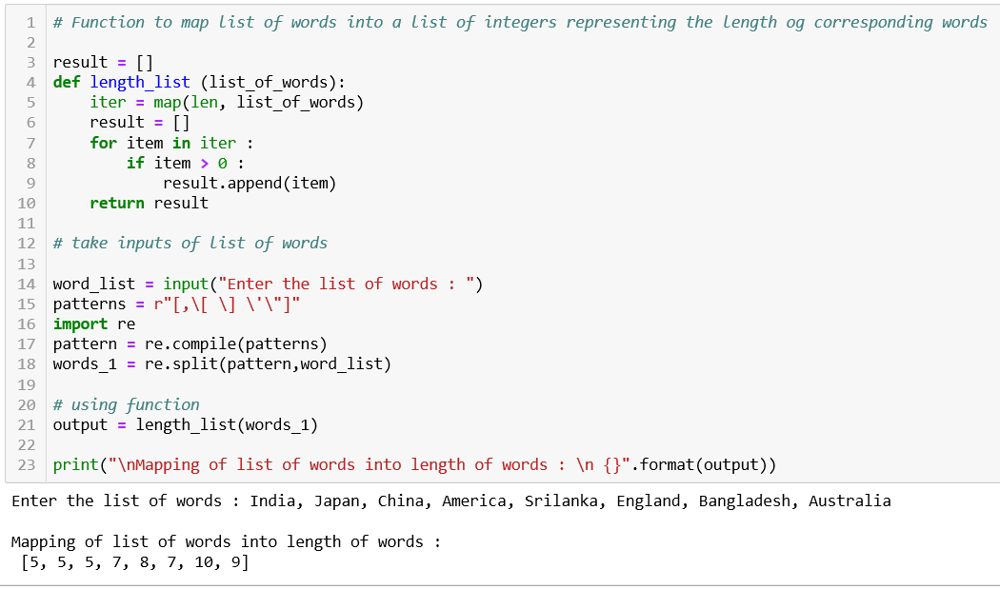 1 # Function to map list of words into a list of integers representing the length og corresponding words
2
3 result = []
4 def length_list (list_of_words):
5     iter = map(len, list_of_words)
6     result = []
7     for item in iter :
8         if item > 0 :
9             result.append(item)
10     return result
11
12 # take inputs of list of words
13
14 word_list = input("Enter the list of words : ")
15 patterns = r"[,\[ \] \'\"]"
16 import re
17 pattern = re.compile(patterns)
18 words_1 = re.split(pattern,word_list)
19
20 # using function
21 output = length_list(words_1)
22
23 print("\nMapping of list of words into length of words : \n {}".format(output))
Enter the list of words : India, Japan, China, America, Srilanka, England, Bangladesh, Australia
Mapping of list of words into length of words :
 [5, 5, 5, 7, 8, 7, 10, 9]